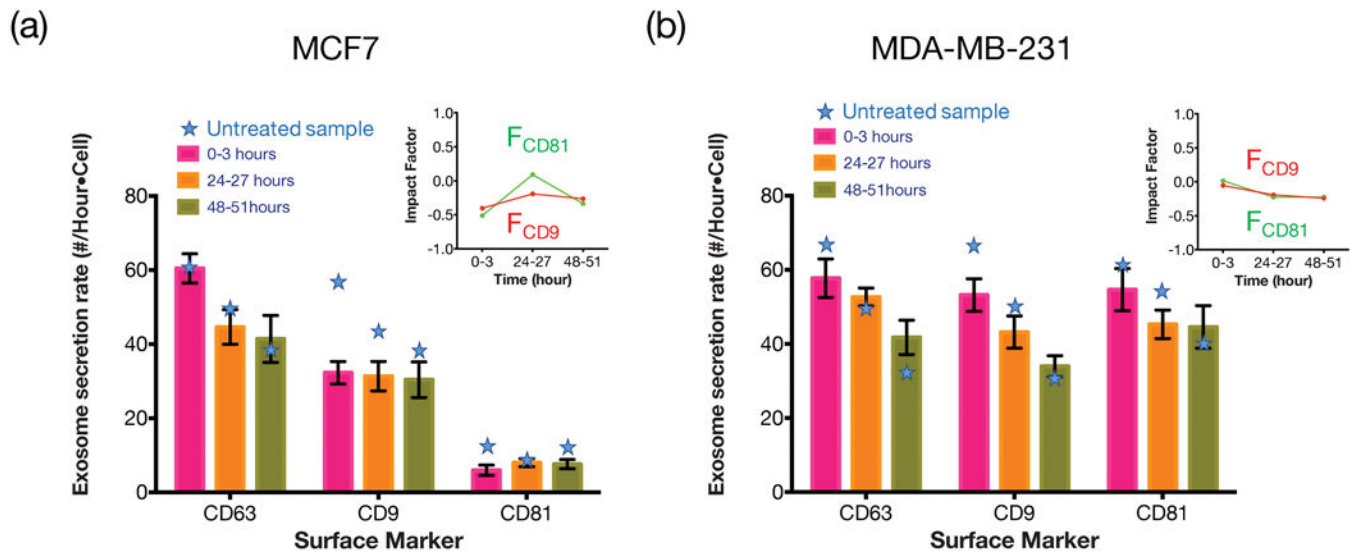 (a)
MCF7
Untreated sample
0-3 hours
24-27 hours
48-51hours
Exosome secretion rate (#/Hour•Cell)
80
60
40
20
0
CD63
CD9
CD81
Surface Marker
Impact Factor
1.0
0.5
0.0
-0.5
-1.0
FCD81
FCD9
0-3
24-27
48-51
Time (hour)
(b)
MDA-MB-231
Untreated sample
0-3 hours
24-27 hours
48-51hours
Exosome secretion rate (#/Hour•Cell)
80
60
40
20
0
CD63
CD9
CD81
Surface Marker
Impact Factor
1.0
0.5
0.0
-0.5
-1.0
FCD9
FCD81
0-3
24-27
48-51
Time (hour)